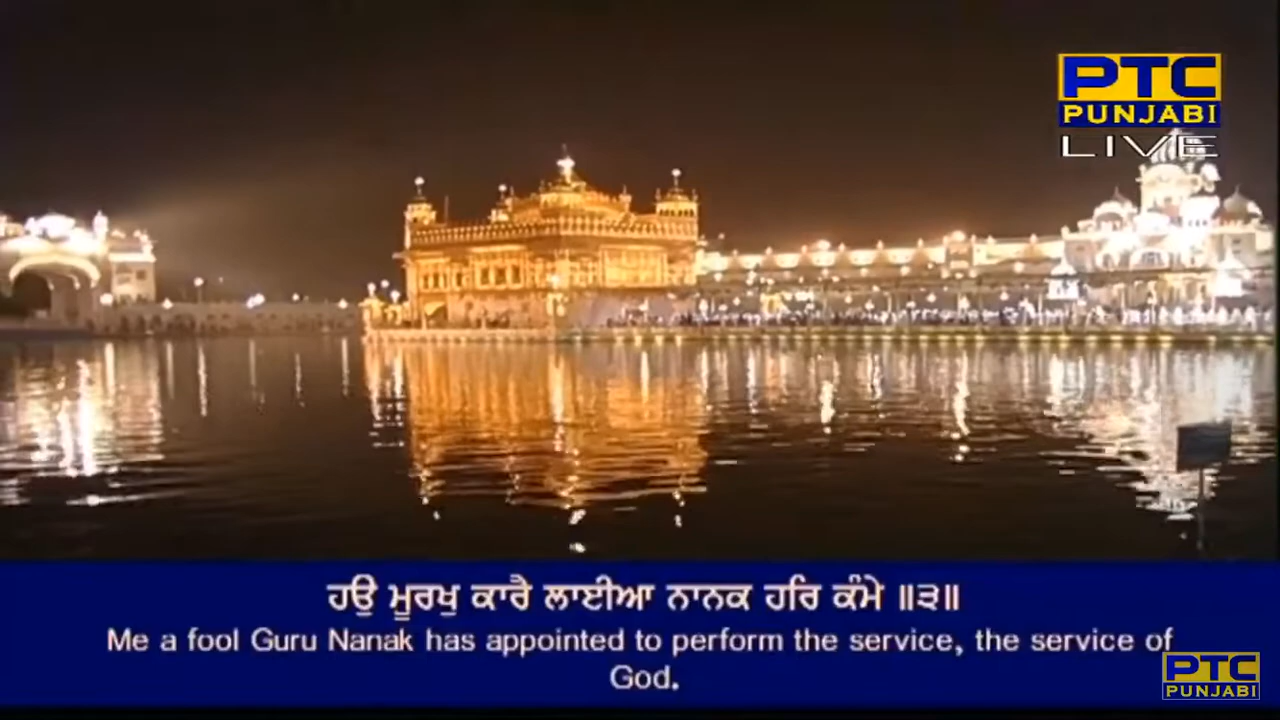 PTC
PUNJABI
LIVE
ਹਉ ਮੂਰਖੁ ਕਾਰੈ ਲਾਈਆ ਨਾਨਕ ਹਰਿ ਕੰਮੇ ॥੩॥
Me a fool Guru Nanak has appointed to perform the service, the service of
God.
PTC
PUNJABI